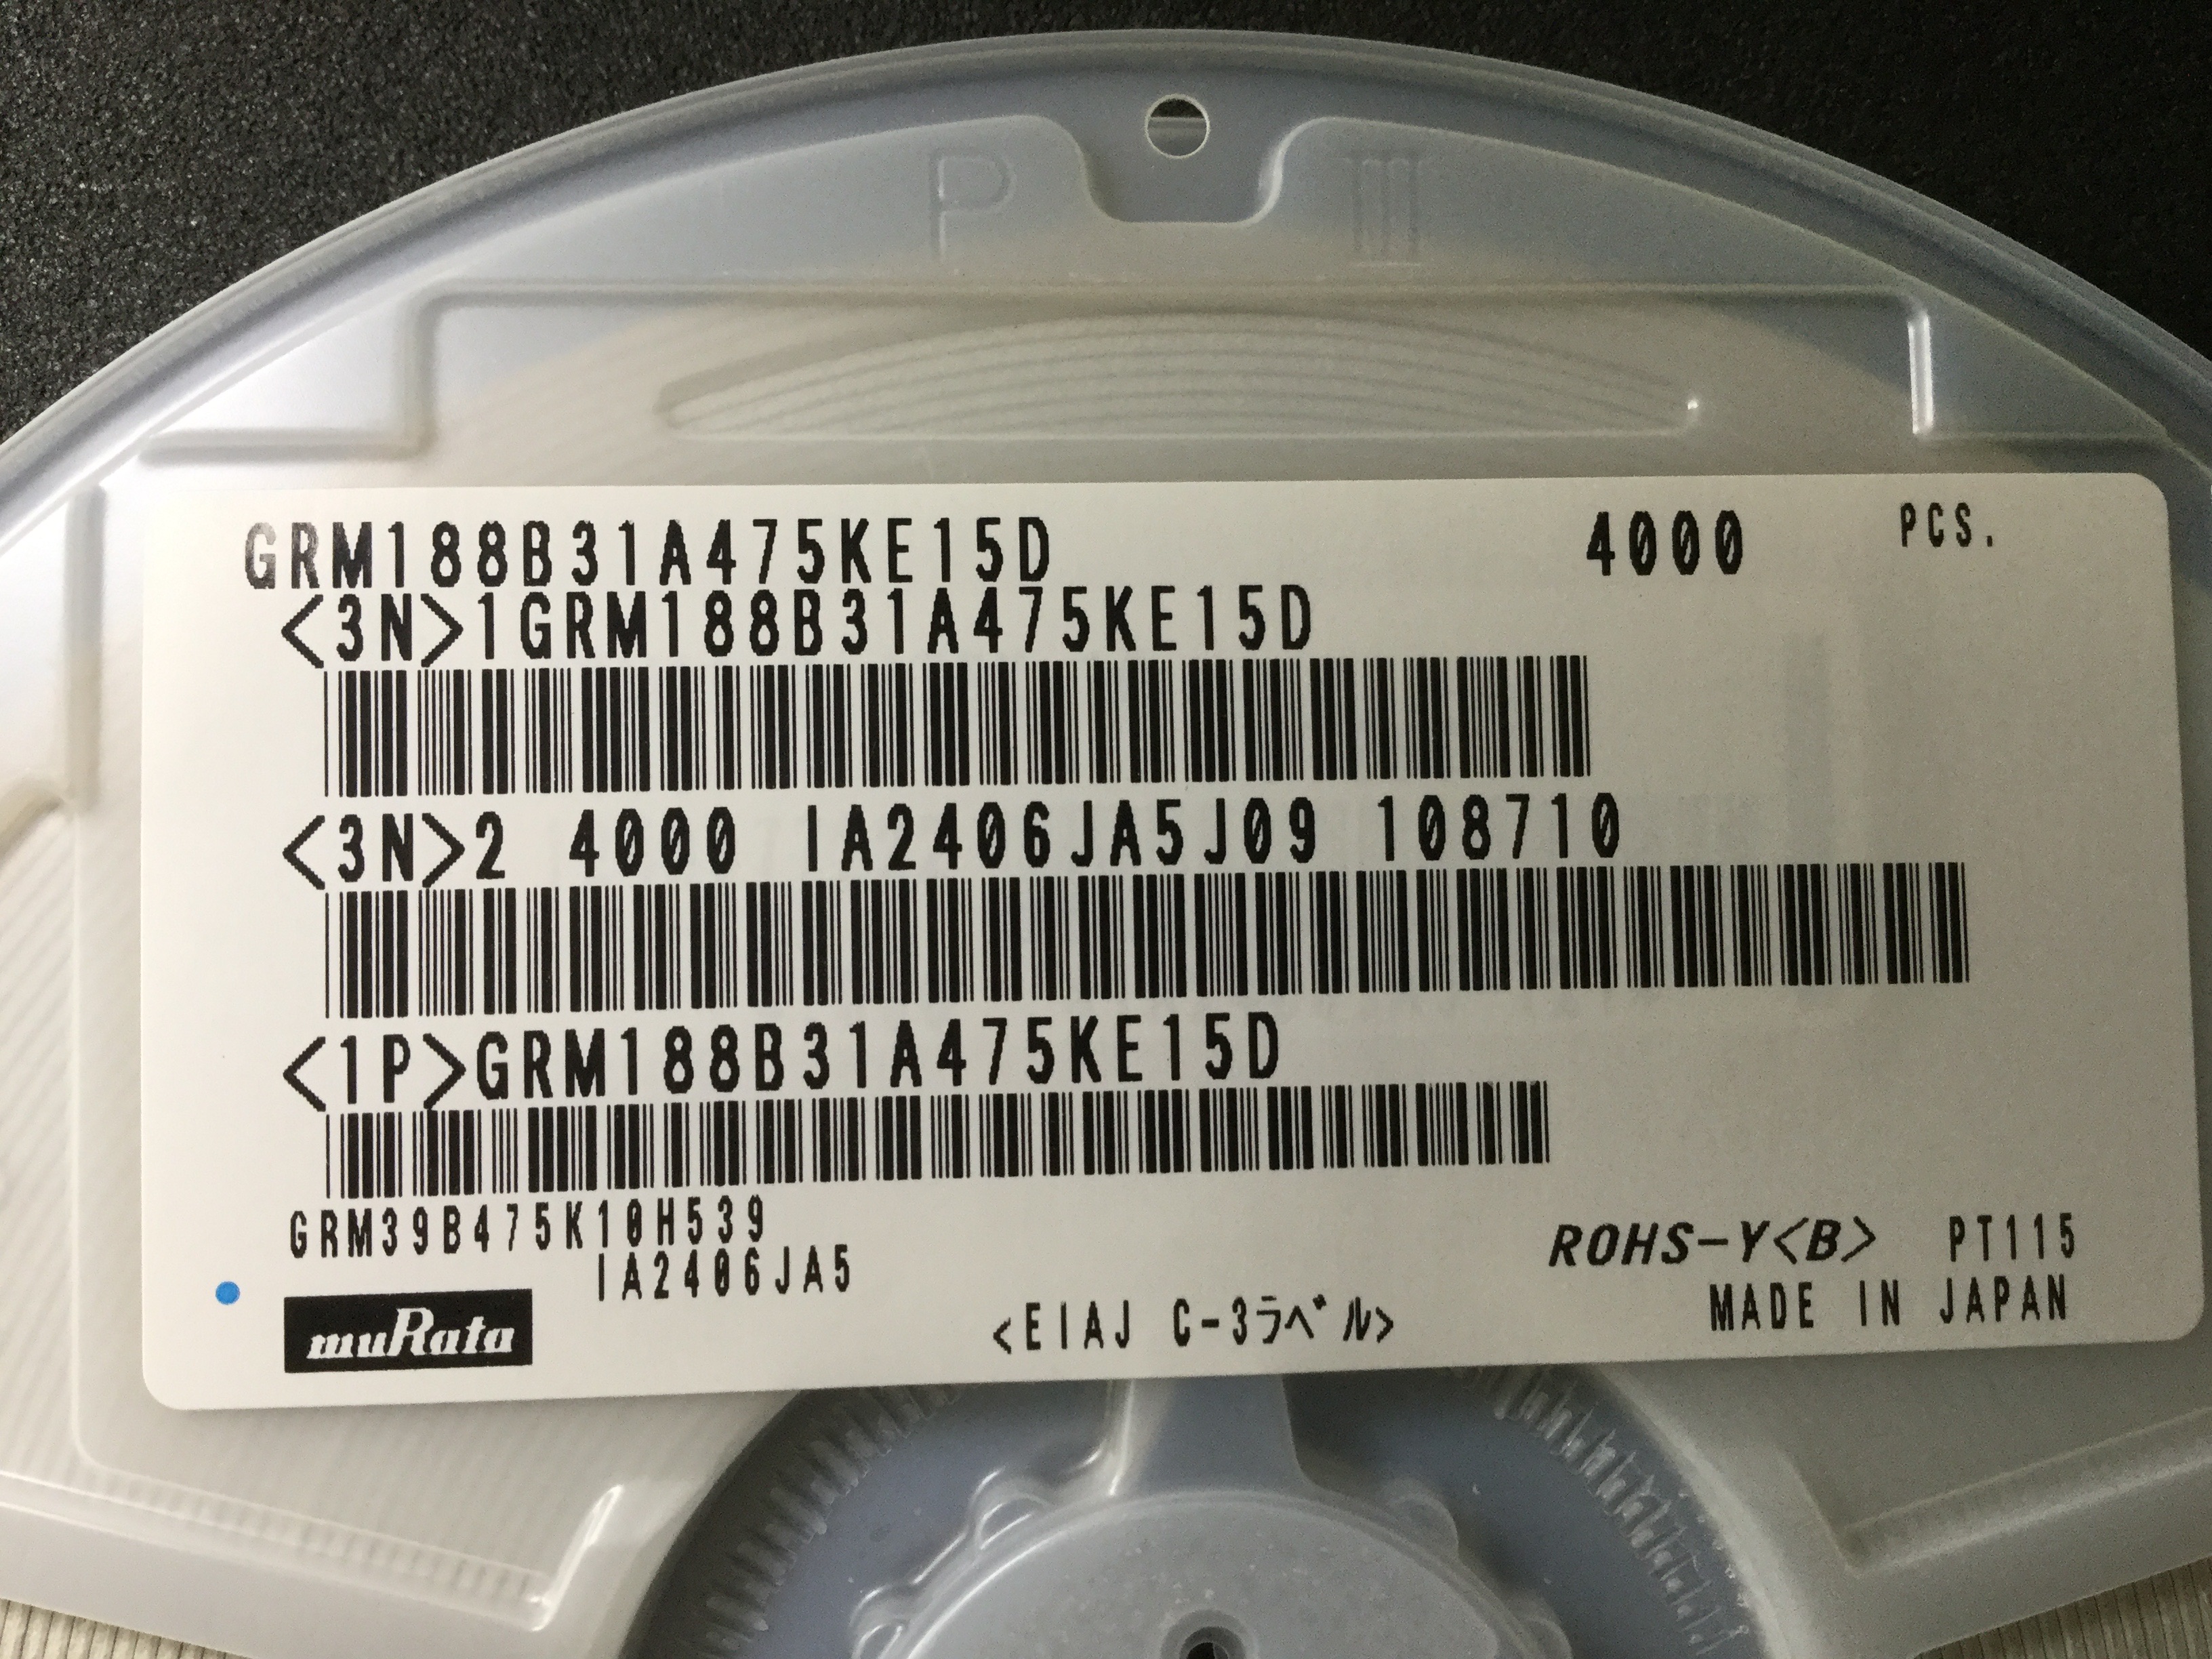 P III
GRM188B31A475KE15D 4000 PCS.
<3N>1GRM188B31A475KE15D
<3N>2 4000 IA2406JA5J09 108710
<1P>GRM188B31A475KE15D
GRM39B475K10H539
IA2406JA5
ROHS-Y<B> PT115
muRata
<EIAJ C-3ラベル>
MADE IN JAPAN